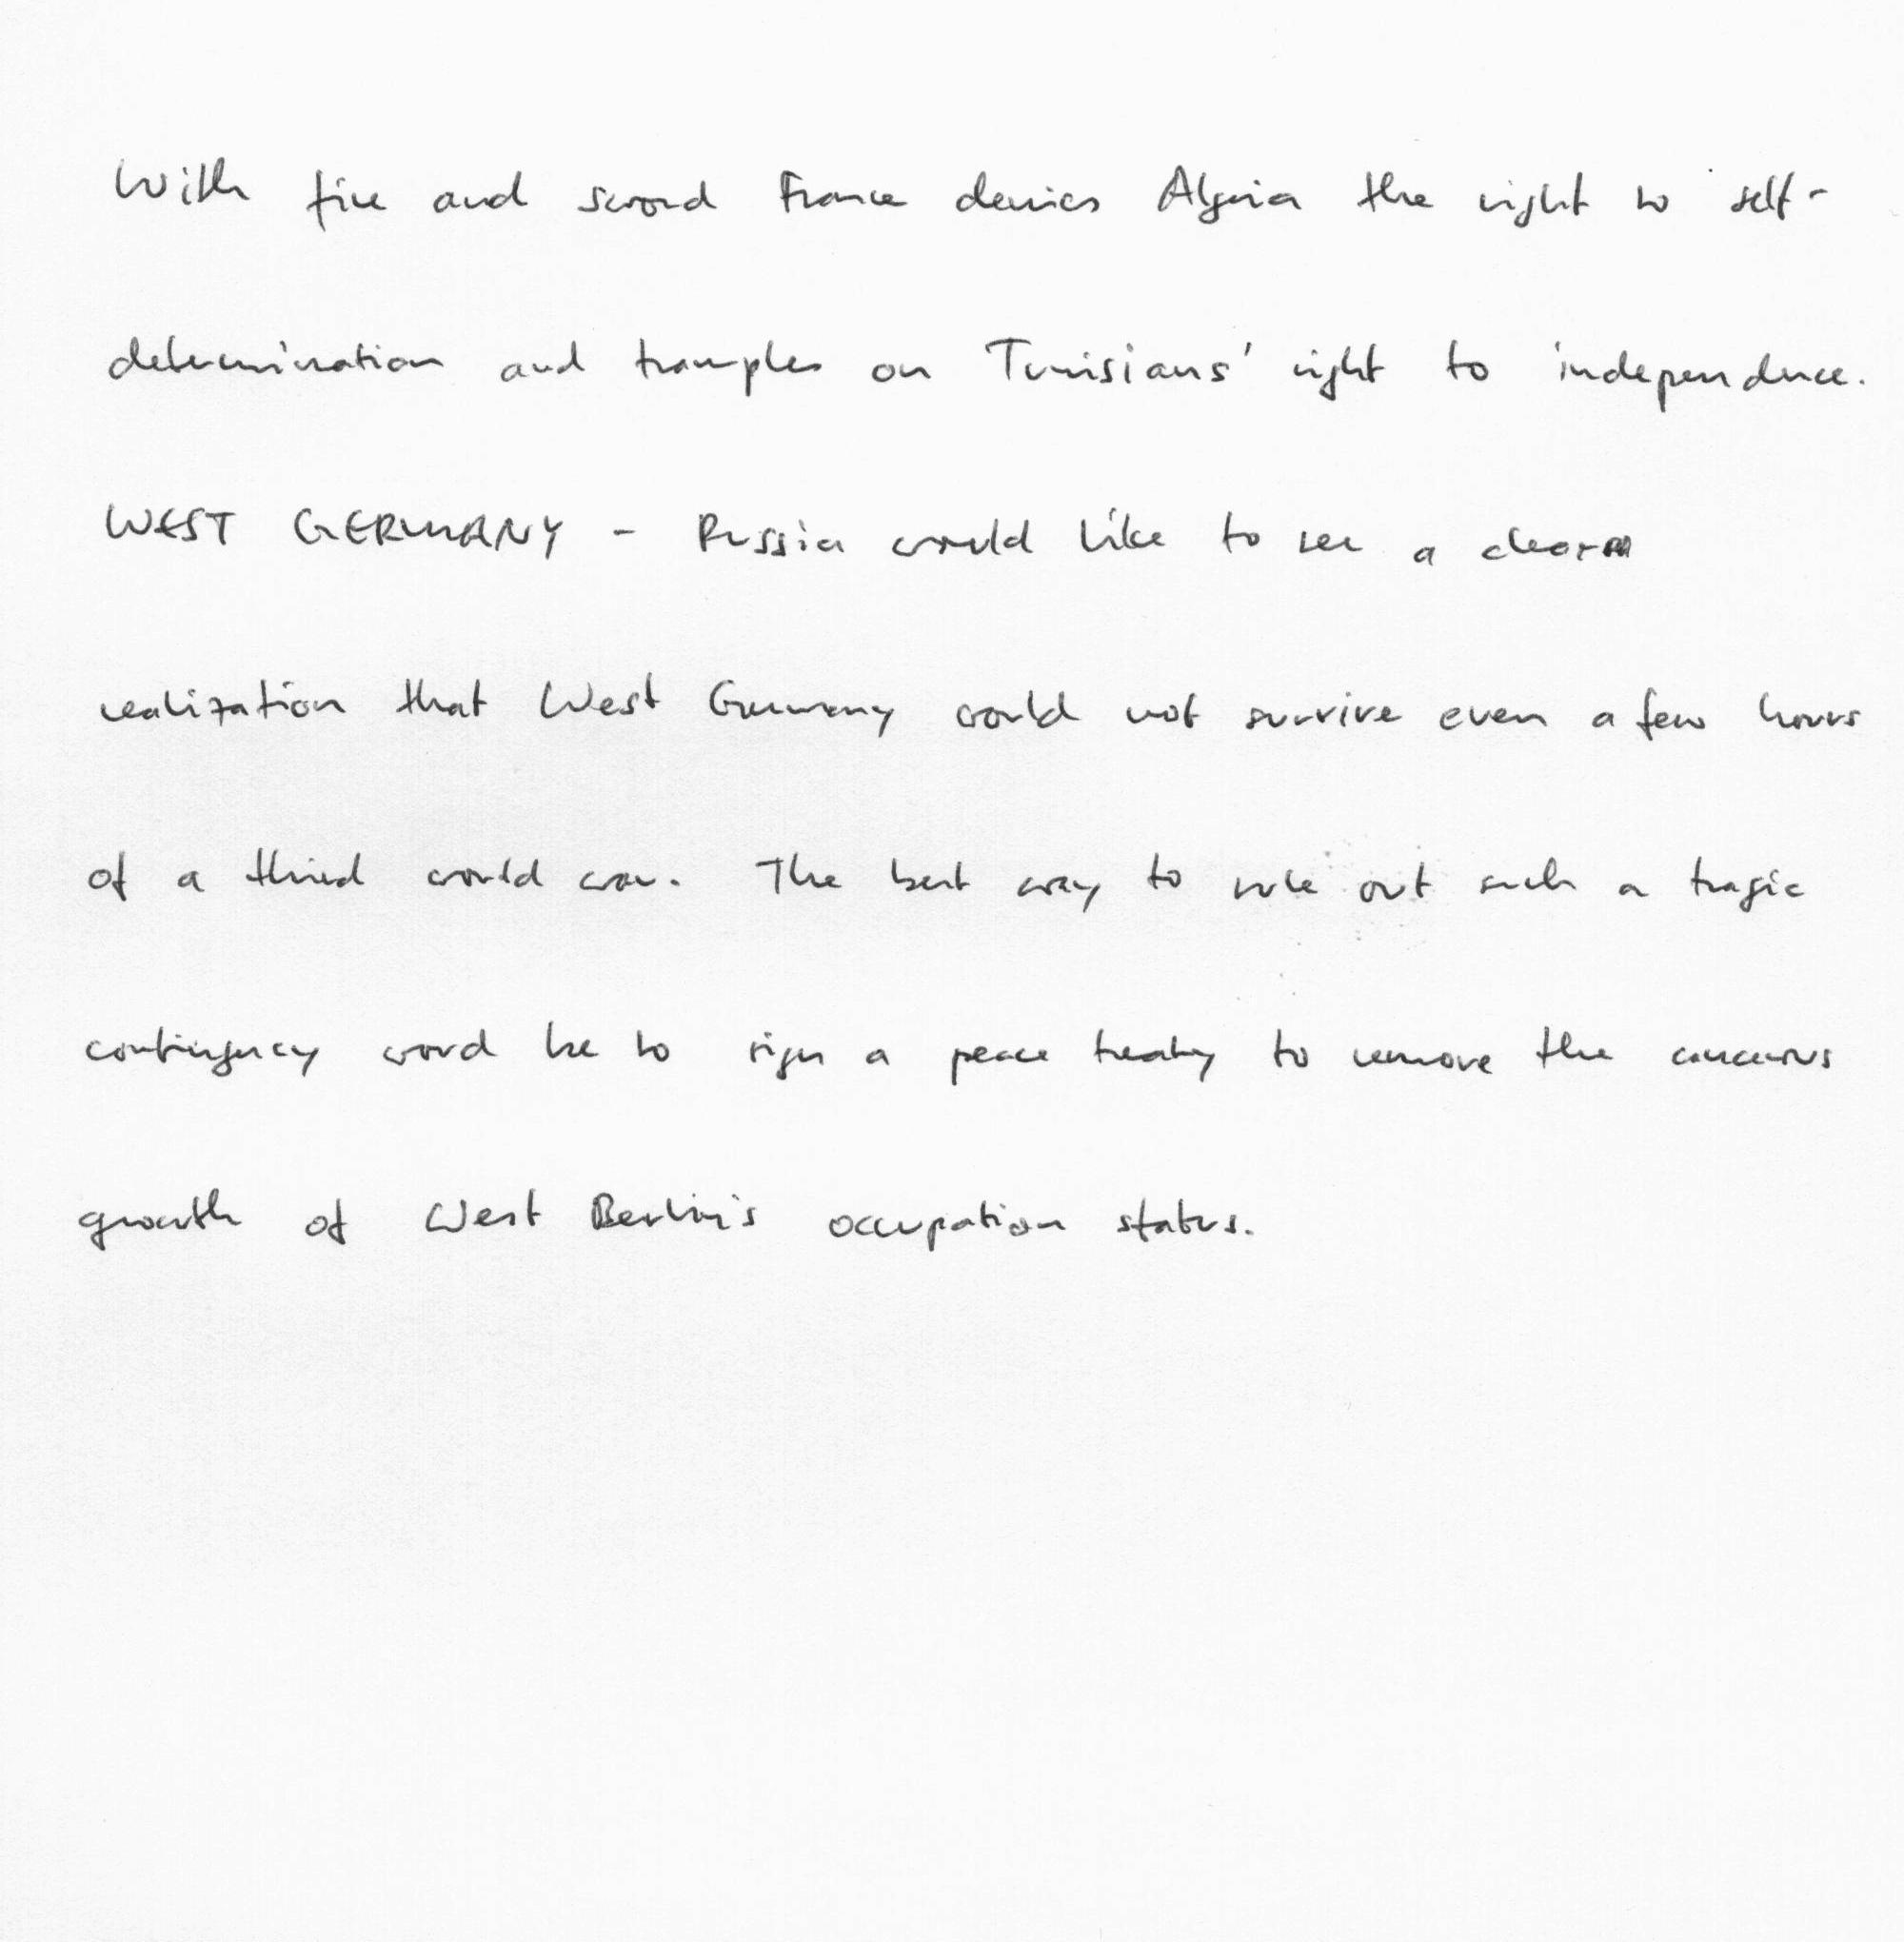 With fire and sword France denies Algeria the right to self-
determination and tramples on Tunisians' right to independence.
WEST GERMANY - Russia would like to see a clear
realization that West Germany would not survive even a few hours
of a third world war. The best way to rule out such a tragic
contingency would be to sign a peace treaty to remove the cancerous
growth of West Berlin's occupation status.